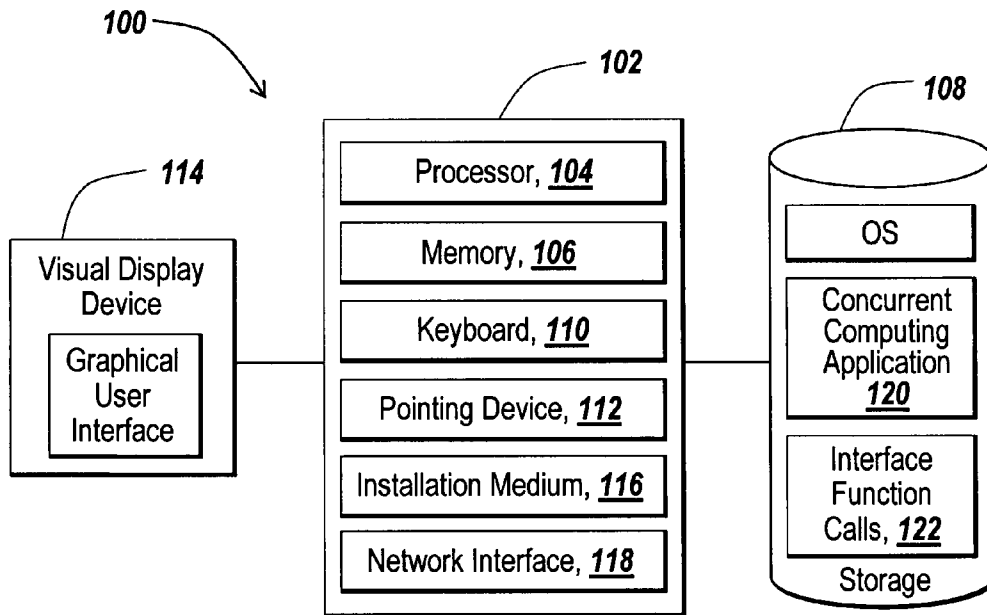 100
102
108
114
Visual Display
Device
Graphical
User
Interface
Processor, 104
Memory, 106
Keyboard, 110
Pointing Device, 112
Installation Medium, 116
Network Interface, 118
OS
Concurrent
Computing
Application
120
Interface
Function
Calls, 122
Storage